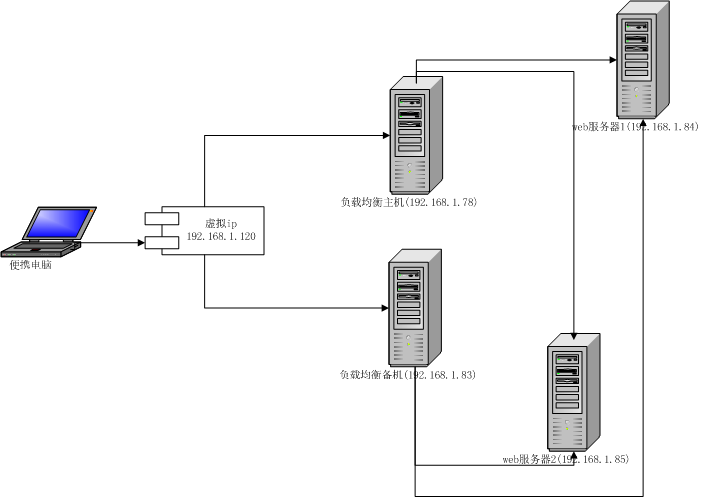 web服务器1(192.168.1.84)
负载均衡主机(192.168.1.78)
虚拟ip
192.168.1.120
便携电脑
负载均衡备机(192.168.1.83)
web服务器2(192.168.1.85)